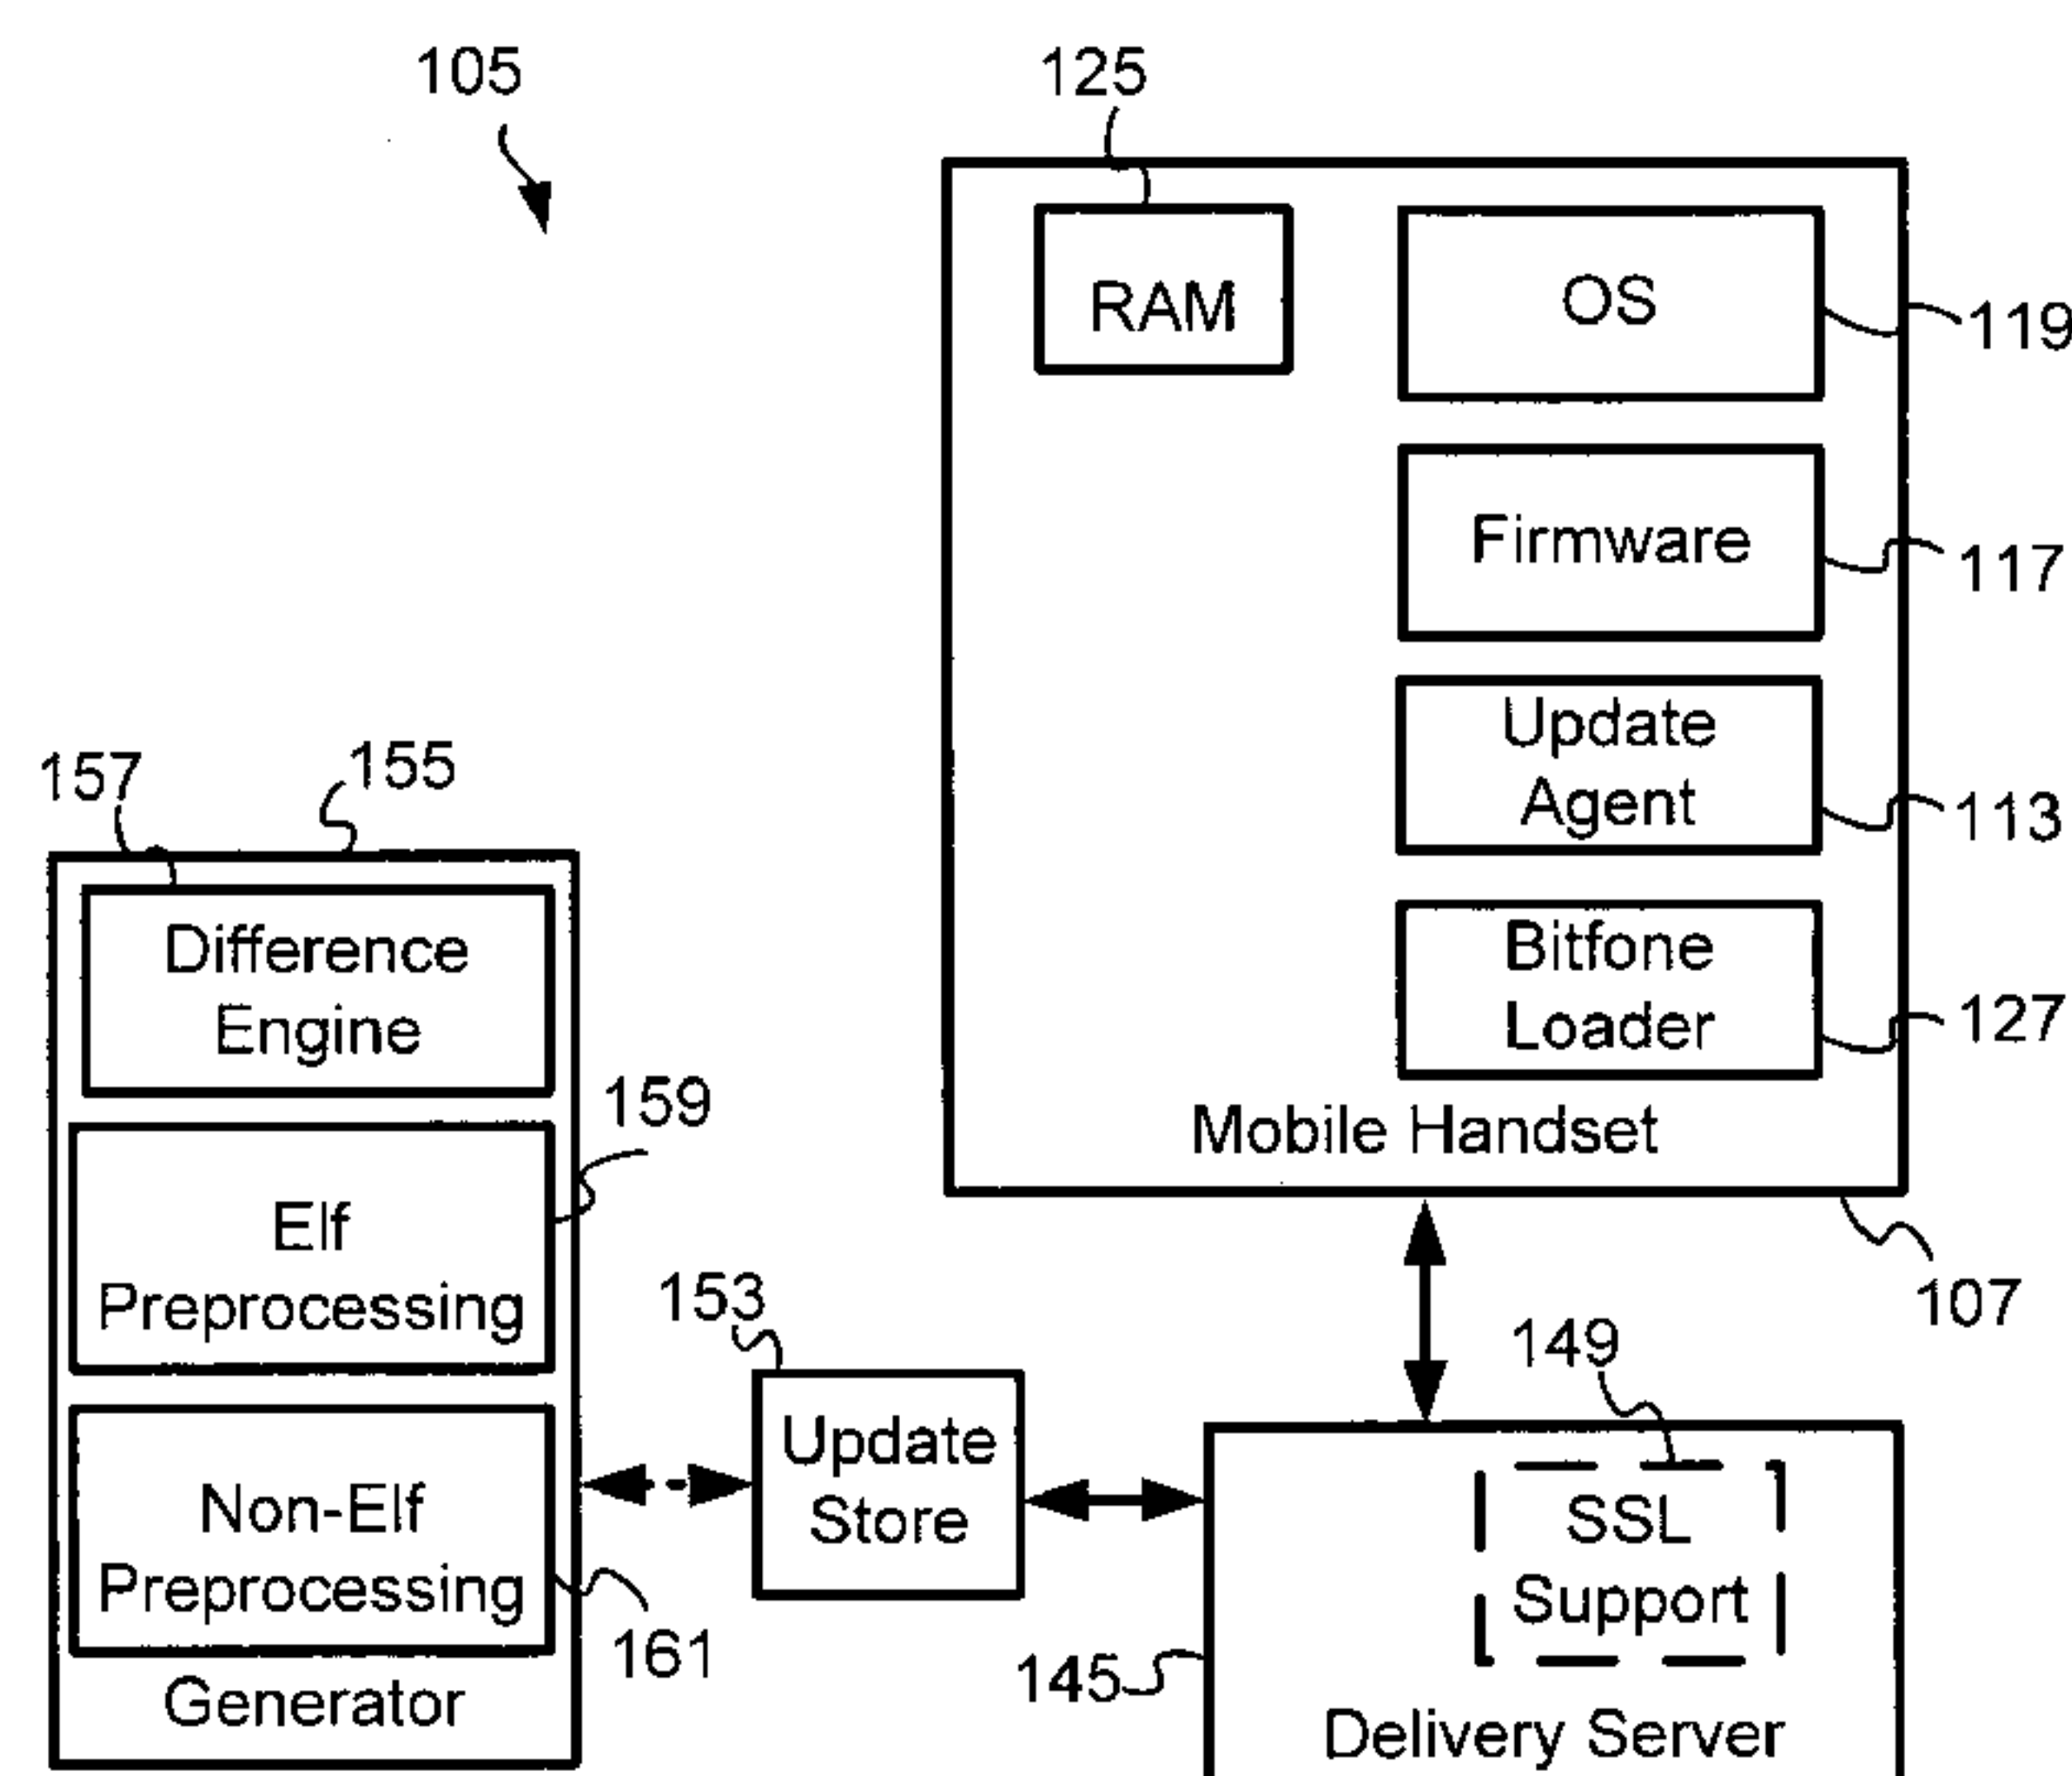 105
125
RAM
OS
119
Firmware
117
Update
Agent
113
Bitfone
Loader
127
Mobile Handset
107
157
155
Difference
Engine
159
Elf
Preprocessing
Non-Elf
Preprocessing
161
Generator
153
Update
Store
149
SSL
Support
145
Delivery Server